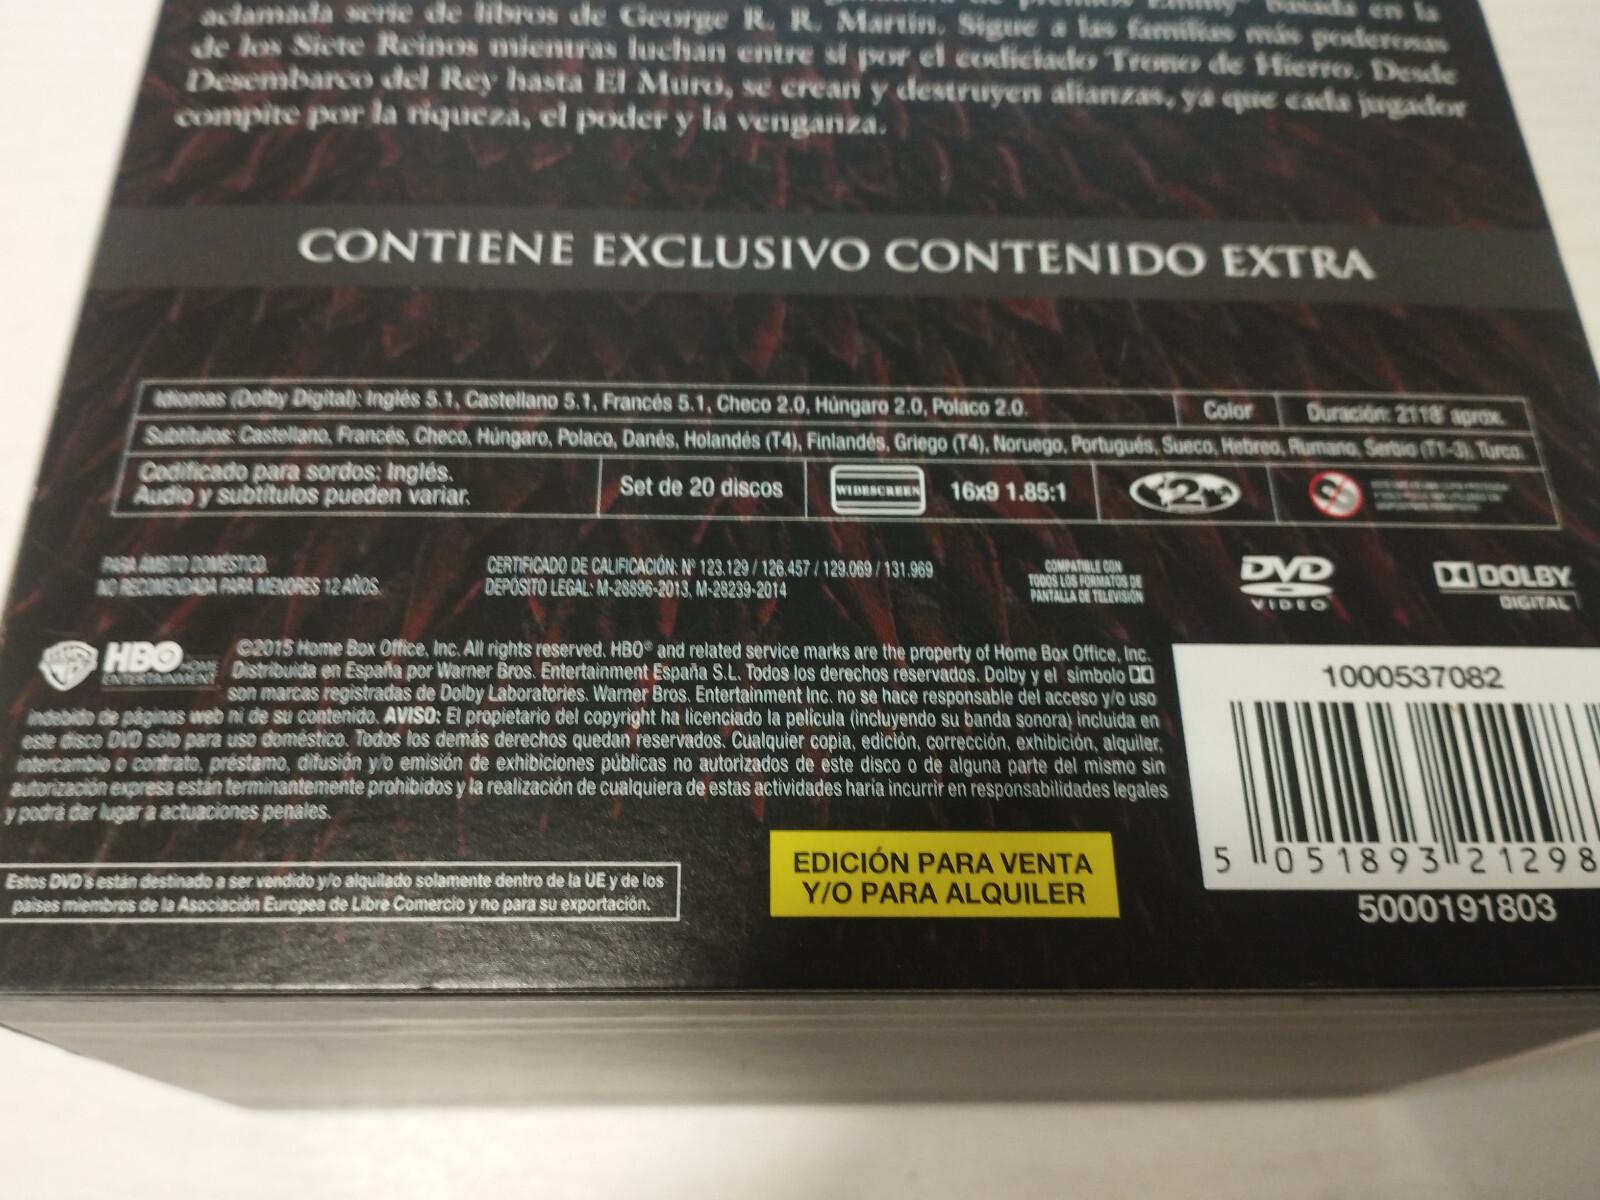 de premios Emmy® basada en la
aclamada serie de libros de George R. R. Martin. Sigue a las familias más poderosas
de los Siete Reinos mientras luchan entre sí por el codiciado Trono de Hierro. Desde
Desembarco del Rey hasta El Muro, se crean y destruyen alianzas, ya que cada jugador
compite por la riqueza, el poder y la venganza.
CONTIENE EXCLUSIVO CONTENIDO EXTRA
Idiomas (Dolby Digital): Inglés 5.1, Castellano 5.1, Francés 5.1, Checo 2.0, Húngaro 2.0, Polaco 2.0.
Color
Duración: 2118' aprox.
Subtítulos: Castellano, Francés, Checo, Húngaro, Polaco, Danés, Holandés (T4), Finlandés, Griego (T4), Noruego, Portugués, Sueco, Hebreo, Rumano, Serbio (T1-3), Turco.
Codificado para sordos: Inglés.
Audio y subtítulos pueden variar.
Set de 20 discos
WIDESCREEN
16x9 1.85:1
2
PARA ÁMBITO DOMÉSTICO.
NO RECOMENDADA PARA MENORES 12 AÑOS.
CERTIFICADO DE CALIFICACIÓN: Nº 123.129 / 126.457 / 129.069 / 131.969
DEPÓSITO LEGAL: M-28896-2013, M-28239-2014
COMPATIBLE CON
TODOS LOS FORMATOS DE
PANTALLA DE TELEVISIÓN
DVD
VIDEO
DOLBY
DIGITAL
HBO HOME
ENTERTAINMENT
©2015 Home Box Office, Inc. All rights reserved. HBO® and related service marks are the property of Home Box Office, Inc.
Distribuida en España por Warner Bros. Entertainment España S.L. Todos los derechos reservados. Dolby y el símbolo
son marcas registradas de Dolby Laboratories. Warner Bros. Entertainment Inc. no se hace responsable del acceso y/o uso
indebido de páginas web ni de su contenido. AVISO: El propietario del copyright ha licenciado la película (incluyendo su banda sonora) incluida en
este disco DVD sólo para uso doméstico. Todos los demás derechos quedan reservados. Cualquier copia, edición, corrección, exhibición, alquiler,
intercambio o contrato, préstamo, difusión y/o emisión de exhibiciones públicas no autorizados de este disco o de alguna parte del mismo sin
autorización expresa están terminantemente prohibidos y la realización de cualquiera de estas actividades haría incurrir en responsabilidades legales
y podrá dar lugar a actuaciones penales.
Estos DVD's están destinado a ser vendido y/o alquilado solamente dentro de la UE y de los
países miembros de la Asociación Europea de Libre Comercio y no para su exportación.
EDICIÓN PARA VENTA
Y/O PARA ALQUILER
1000537082
5 051893 21298
5000191803